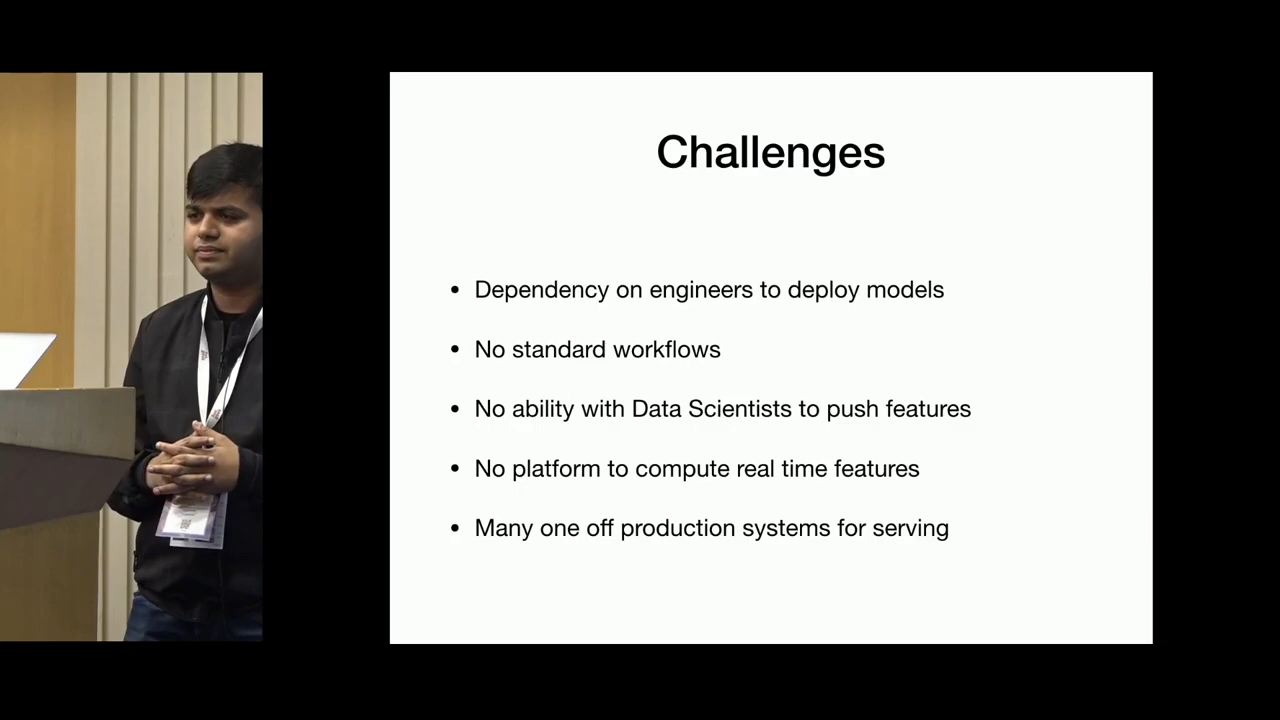 Challenges
• Dependency on engineers to deploy models
• No standard workflows
• No ability with Data Scientists to push features
• No platform to compute real time features
• Many one off production systems for serving